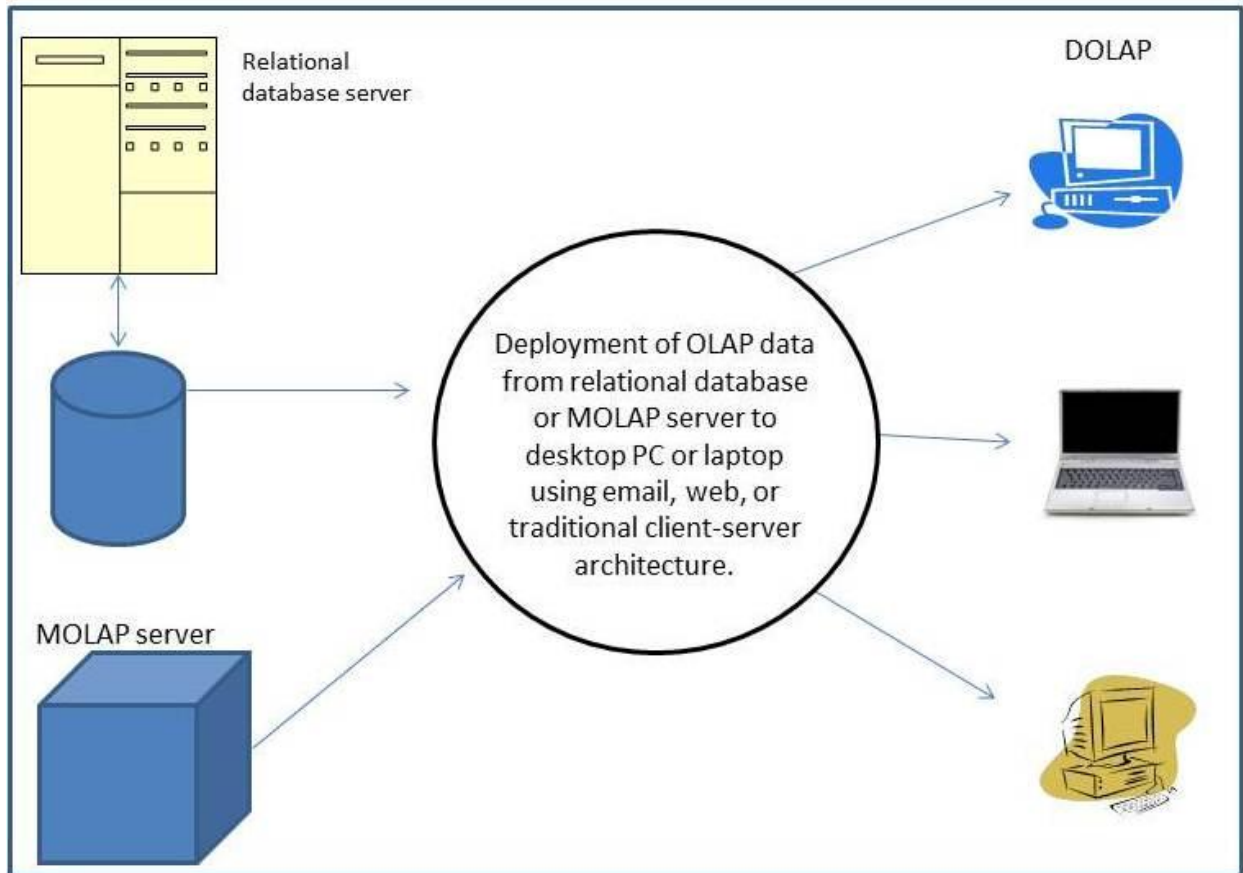 Relational
database server
DOLAP
Deployment of OLAP data
from relational database
or MOLAP server to
desktop PC or laptop
using email, web, or
traditional client-server
architecture.
MOLAP server